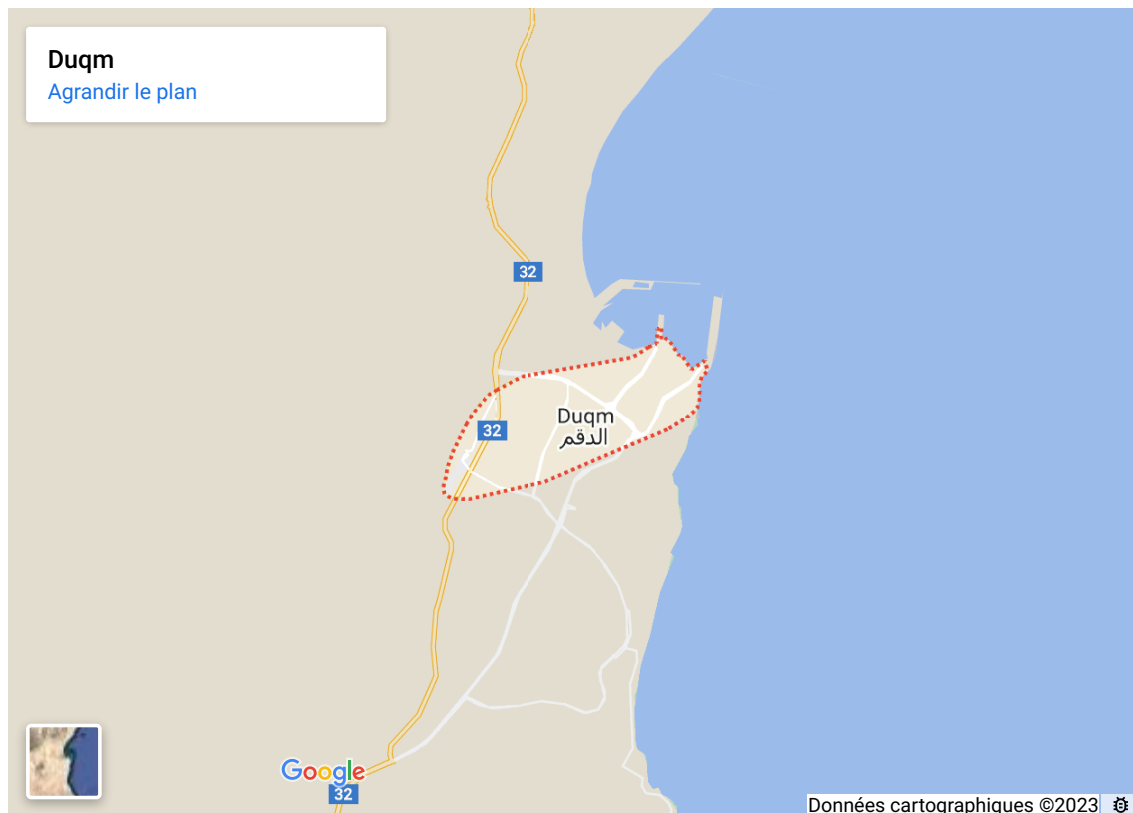 Duqm
Agrandir le plan
32
Duqm
32
الدقم
Google
32
Données cartographiques ©2023